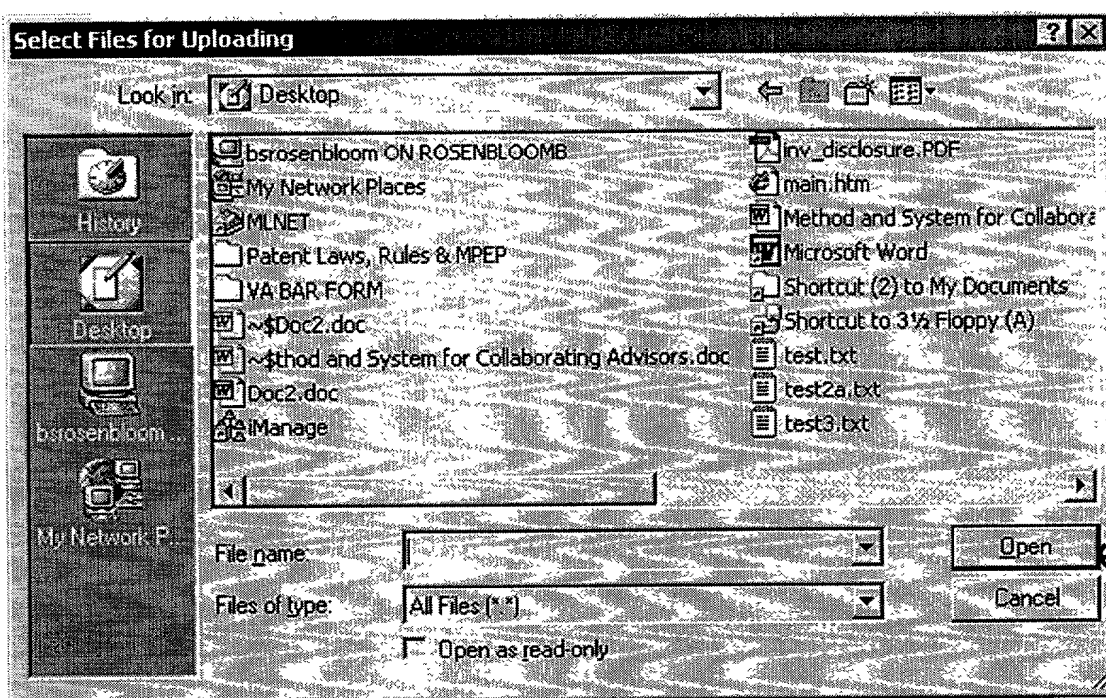 Select Files for Uploading
Look in: Desktop
History
Desktop
bsrosenbloom ...
My Network P...
bsrosenbloom ON ROSENBLOOMB
My Network Places
MLNET
Patent Laws, Rules & MPEP
VA BAR FORM
~$Doc2.doc
~$thod and System for Collaborating Advisors.doc
Doc2.doc
iManage
inv_disclosure.PDF
main.htm
Method and System for Collabora
Microsoft Word
Shortcut (2) to My Documents
Shortcut to 3½ Floppy (A)
test.txt
test2a.txt
test3.txt
File name:
Open
Files of type: All Files (*.*)
Cancel
Open as read-only